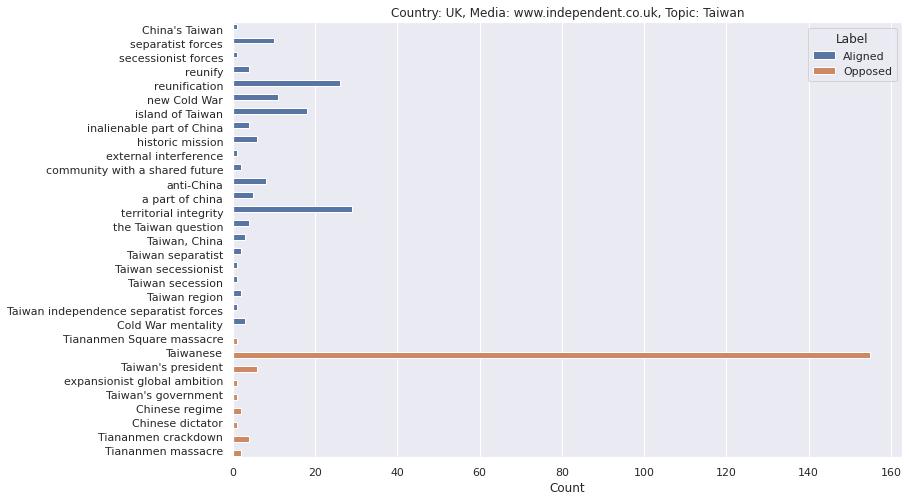 Country: UK, Media: www.independent.co.uk, Topic: Taiwan
China's Taiwan
separatist forces
secessionist forces
reunify
reunification
new Cold War
island of Taiwan
inalienable part of China
historic mission
external interference
community with a shared future
anti-China
a part of china
territorial integrity
the Taiwan question
Taiwan, China
Taiwan separatist
Taiwan secessionist
Taiwan secession
Taiwan region
Taiwan independence separatist forces
Cold War mentality
Tiananmen Square massacre
Taiwanese
Taiwan's president
expansionist global ambition
Taiwan's government
Chinese regime
Chinese dictator
Tiananmen crackdown
Tiananmen massacre
Label
Aligned
Opposed
0 20 40 60 80 100 120 140 160
Count